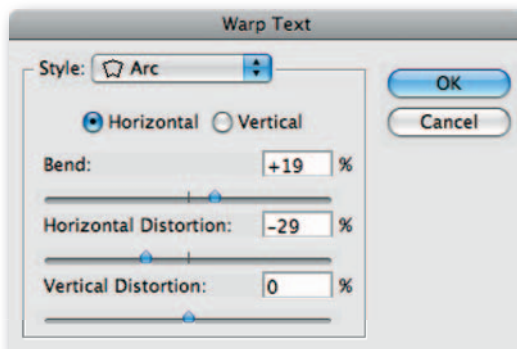 Warp Text
Style: Arc
OK
Horizontal Vertical
Cancel
Bend: +19 %
Horizontal Distortion: -29 %
Vertical Distortion: 0 %